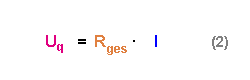 Uq = Rges · I (2)